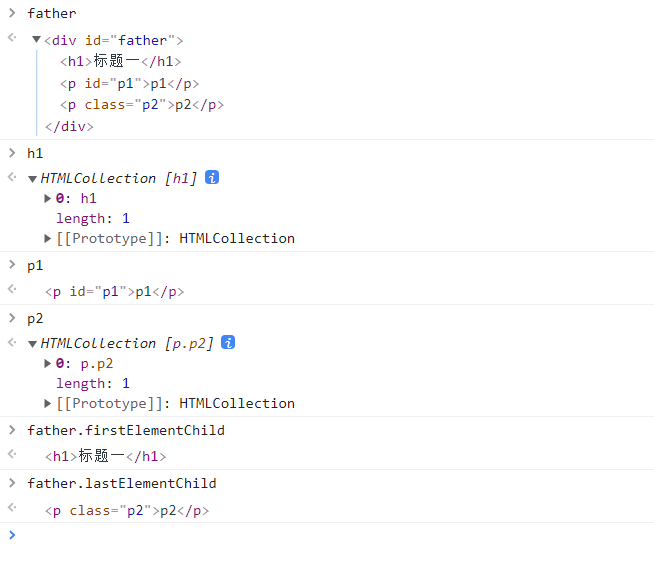 > father
<· ▼<div id="father">
<h1>标题一</h1>
<p id="p1">p1</p>
<p class="p2">p2</p>
</div>
> h1
<· ▼HTMLCollection [h1] i
▶0: h1
length: 1
▶[[Prototype]]: HTMLCollection
> p1
<· <p id="p1">p1</p>
> p2
<· ▼HTMLCollection [p.p2] i
▶0: p.p2
length: 1
▶[[Prototype]]: HTMLCollection
> father.firstElementChild
<· <h1>标题一</h1>
> father.lastElementChild
<· <p class="p2">p2</p>
>